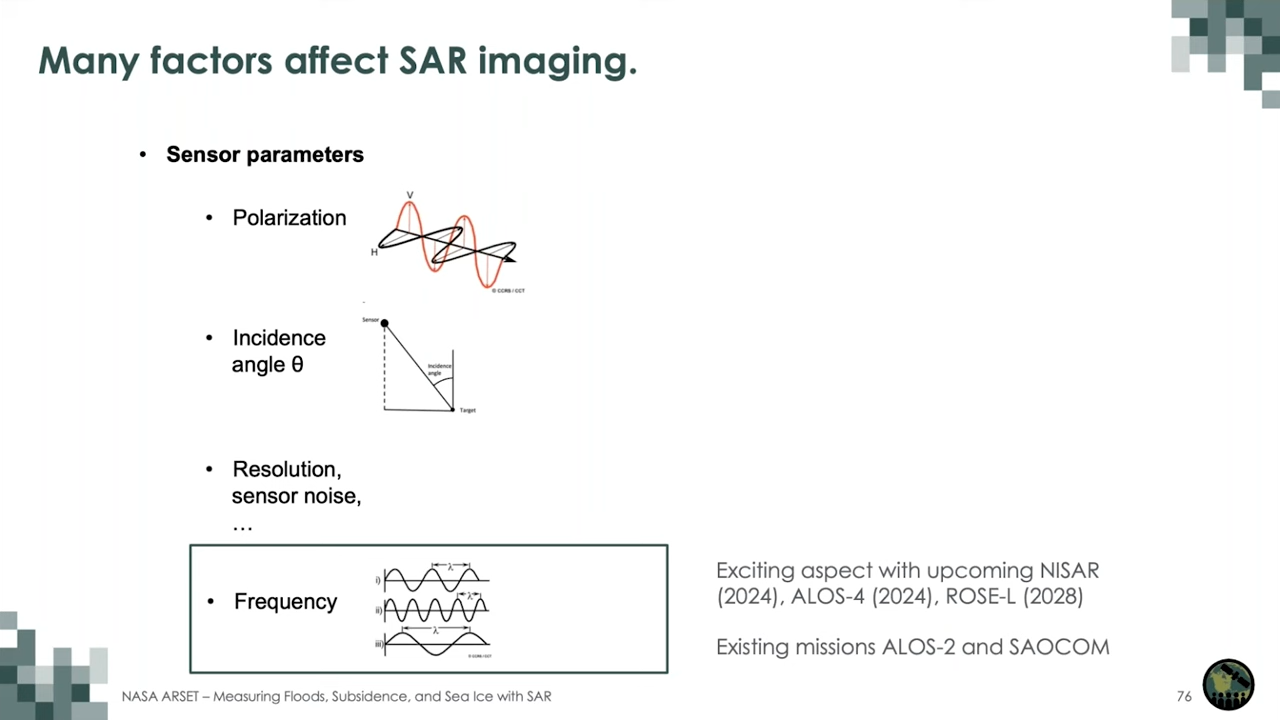 Many factors affect SAR imaging.
• Sensor parameters
• Polarization
V
H
© CCRS / CCT
• Incidence
angle θ
Sensor
Incidence
angle
Target
• Resolution,
sensor noise,
…
• Frequency
i)
λ
ii)
λ
iii)
λ
© CCRS / CCT
Exciting aspect with upcoming NISAR
(2024), ALOS-4 (2024), ROSE-L (2028)
Existing missions ALOS-2 and SAOCOM
NASA ARSET – Measuring Floods, Subsidence, and Sea Ice with SAR
76